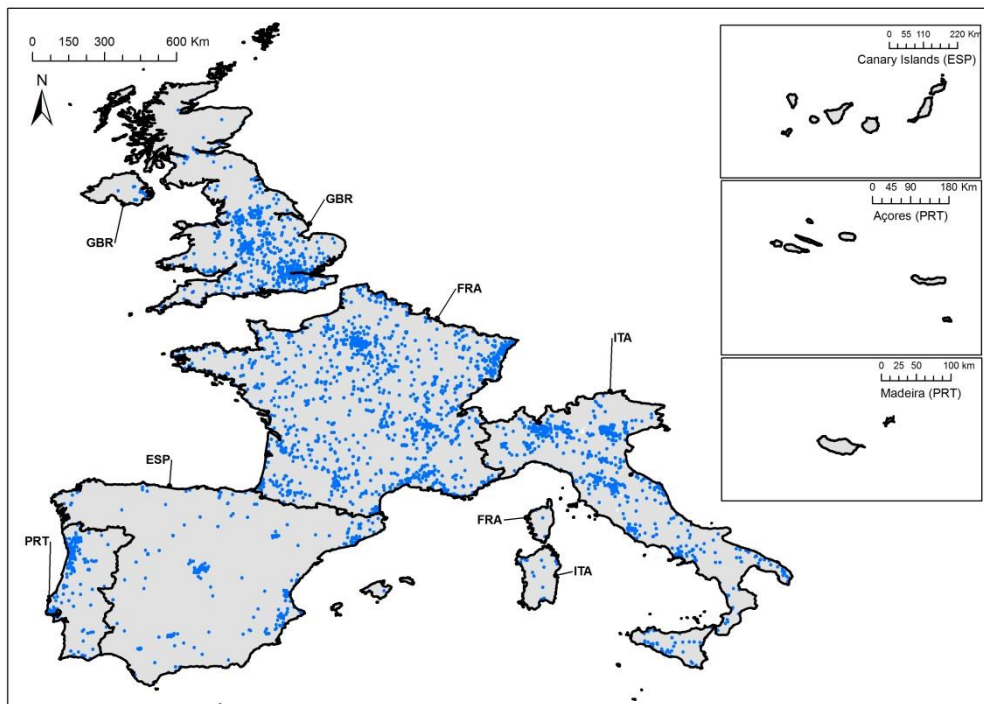 0 150 300 600 Km
N
GBR
GBR
FRA
ITA
ESP
PRT
FRA
ITA
0 55 110 220 Km
Canary Islands (ESP)
0 45 90 180 Km
Açores (PRT)
0 25 50 100 km
Madeira (PRT)